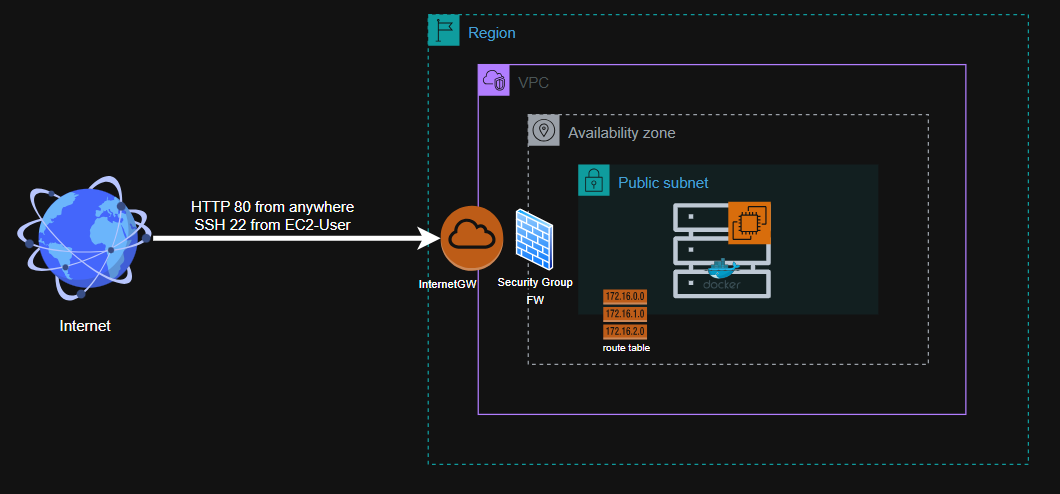 Region
VPC
Availability zone
Public subnet
HTTP 80 from anywhere
SSH 22 from EC2-User
InternetGW
Security Group
FW
docker
172.16.0.0
172.16.1.0
172.16.2.0
route table
Internet